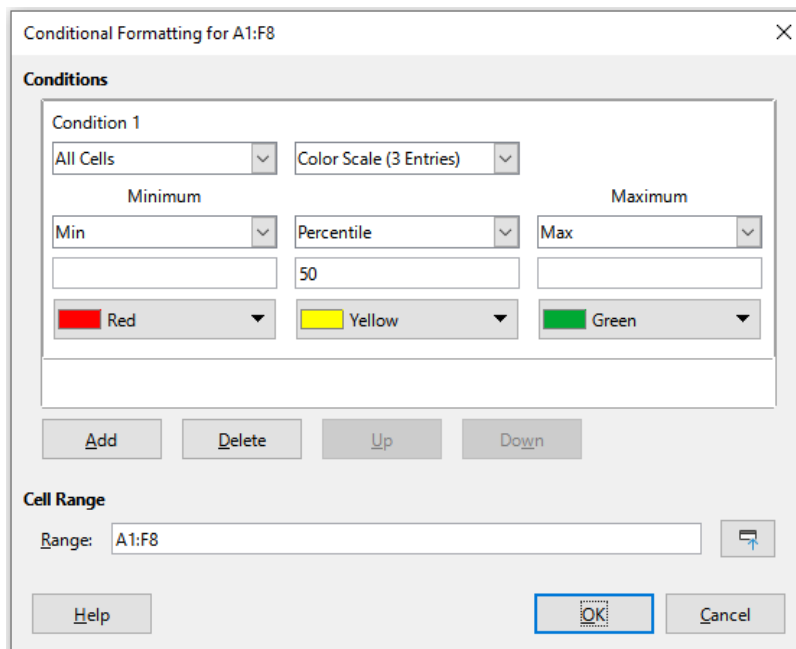 Conditional Formatting for A1:F8
Conditions
Condition 1
All Cells Color Scale (3 Entries)
Minimum Maximum
Min Percentile Max
50
Red Yellow Green
Add Delete Up Down
Cell Range
Range: A1:F8
Help OK Cancel